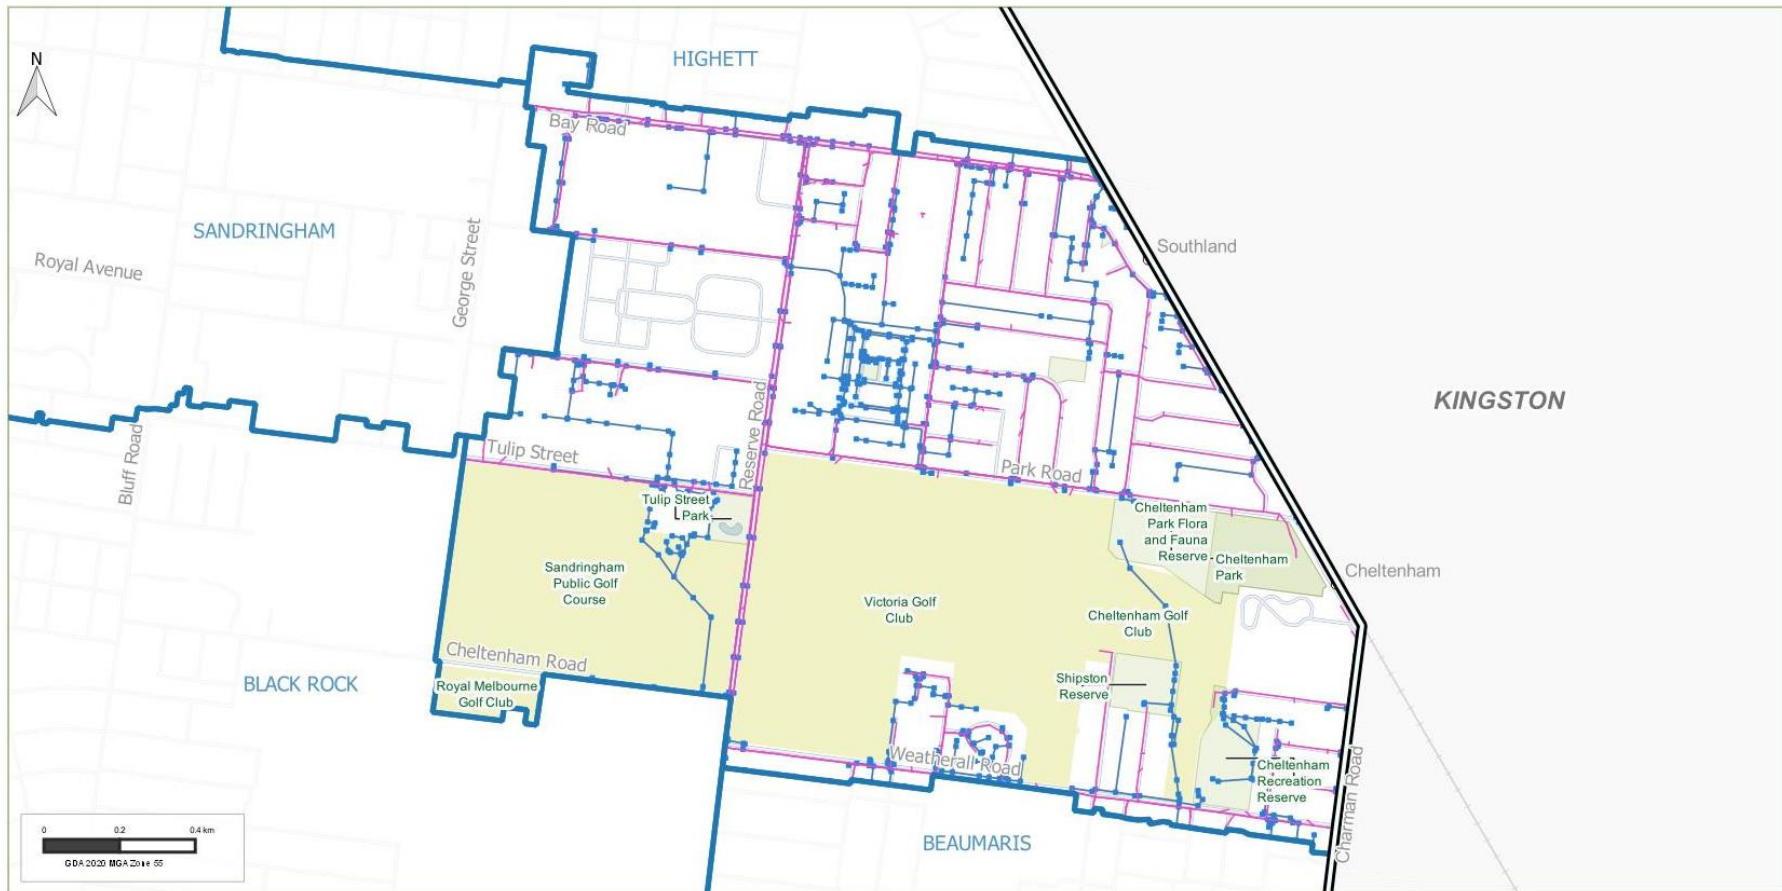 N
HIGHETT
Bay Road
SANDRINGHAM
George Street
Royal Avenue
Southland
KINGSTON
Reserve Road
Bluff Road
Tulip Street
Park Road
Tulip Street
Park
Cheltenham
Park Flora
and Fauna
Reserve
Cheltenham
Park
Cheltenham
Sandringham
Public Golf
Course
Victoria Golf
Club
Cheltenham Golf
Club
Cheltenham Road
BLACK ROCK
Royal Melbourne
Golf Club
Shipston
Reserve
Weatherall Road
Cheltenham
Recreation
Reserve
Charman Road
BEAUMARIS
0 0.2 0.4 km
GDA 2020 MGA Zone 55